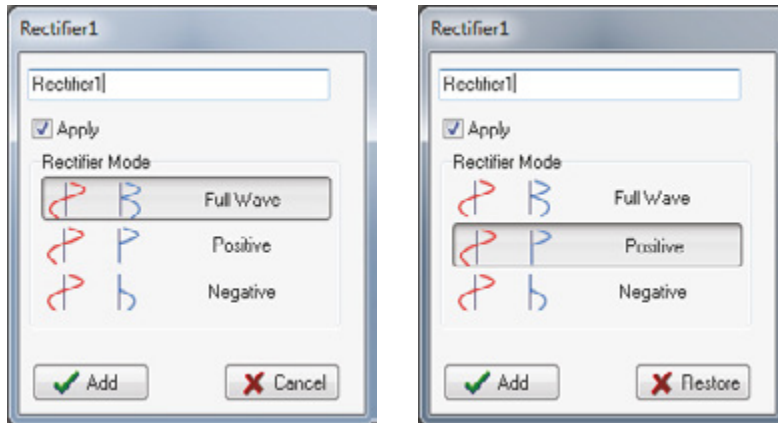 Rectifier1
Rectifier1
Apply
Rectifier Mode
Full Wave
Positive
Negative
Add Cancel
Rectifier1
Rectifier1
Apply
Rectifier Mode
Full Wave
Positive
Negative
Add Restore